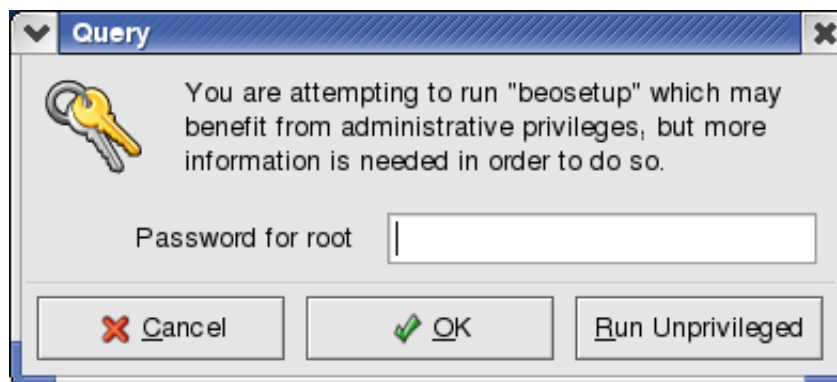 Query
You are attempting to run "beosetup" which may
benefit from administrative privileges, but more
information is needed in order to do so.
Password for root
Cancel
OK
Run Unprivileged